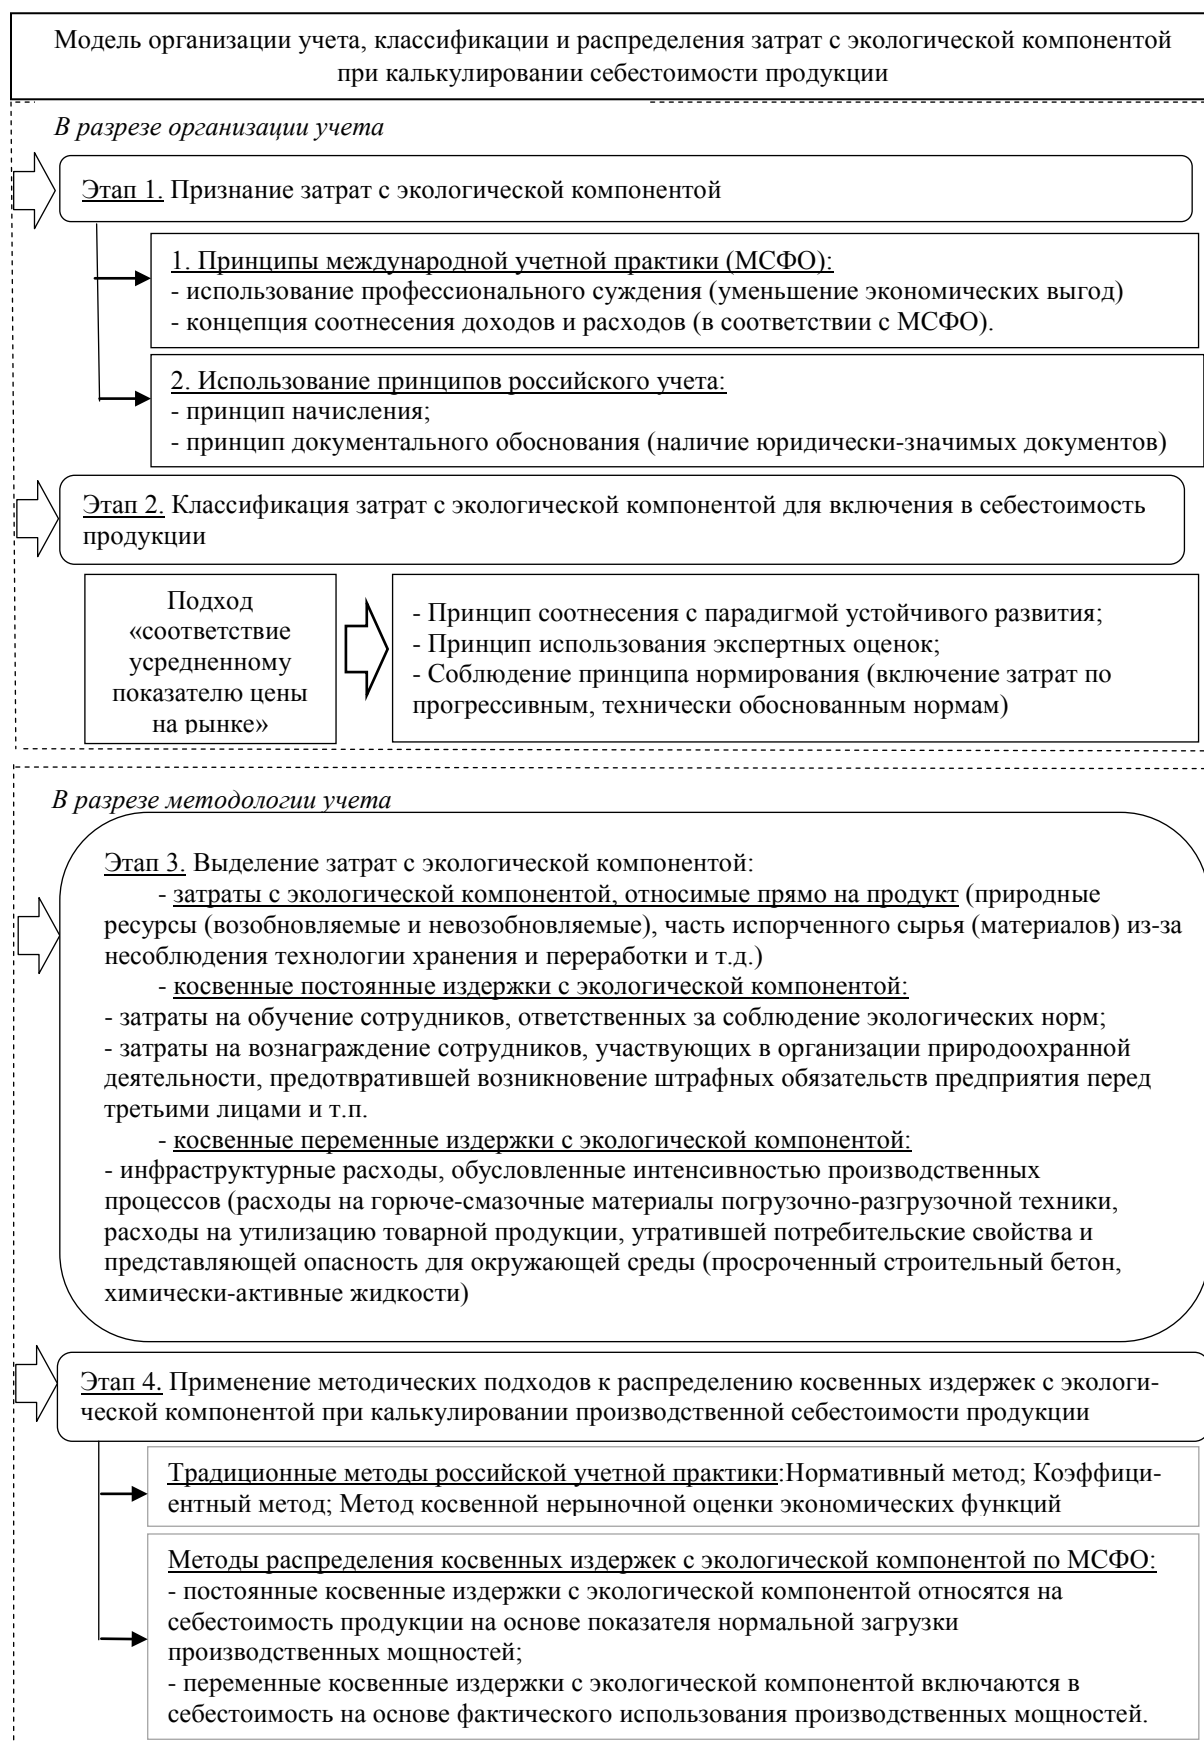 Модель организации учета, классификации и распределения затрат с экологической компонентой
при калькулировании себестоимости продукции
В разрезе организации учета
Этап 1. Признание затрат с экологической компонентой
1. Принципы международной учетной практики (МСФО):
- использование профессионального суждения (уменьшение экономических выгод)
- концепция соотнесения доходов и расходов (в соответствии с МСФО).
2. Использование принципов российского учета:
- принцип начисления;
- принцип документального обоснования (наличие юридически-значимых документов)
Этап 2. Классификация затрат с экологической компонентой для включения в себестоимость
продукции
Подход
«соответствие
усредненному
показателю цены
на рынке»
- Принцип соотнесения с парадигмой устойчивого развития;
- Принцип использования экспертных оценок;
- Соблюдение принципа нормирования (включение затрат по
прогрессивным, технически обоснованным нормам)
В разрезе методологии учета
Этап 3. Выделение затрат с экологической компонентой:
- затраты с экологической компонентой, относимые прямо на продукт (природные
ресурсы (возобновляемые и невозобновляемые), часть испорченного сырья (материалов) из-за
несоблюдения технологии хранения и переработки и т.д.)
- косвенные постоянные издержки с экологической компонентой:
- затраты на обучение сотрудников, ответственных за соблюдение экологических норм;
- затраты на вознаграждение сотрудников, участвующих в организации природоохранной
деятельности, предотвратившей возникновение штрафных обязательств предприятия перед
третьими лицами и т.п.
- косвенные переменные издержки с экологической компонентой:
- инфраструктурные расходы, обусловленные интенсивностью производственных
процессов (расходы на горюче-смазочные материалы погрузочно-разгрузочной техники,
расходы на утилизацию товарной продукции, утратившей потребительские свойства и
представляющей опасность для окружающей среды (просроченный строительный бетон,
химически-активные жидкости)
Этап 4. Применение методических подходов к распределению косвенных издержек с экологи-
ческой компонентой при калькулировании производственной себестоимости продукции
Традиционные методы российской учетной практики:Нормативный метод; Коэффици-
ентный метод; Метод косвенной нерыночной оценки экономических функций
Методы распределения косвенных издержек с экологической компонентой по МСФО:
- постоянные косвенные издержки с экологической компонентой относятся на
себестоимость продукции на основе показателя нормальной загрузки
производственных мощностей;
- переменные косвенные издержки с экологической компонентой включаются в
себестоимость на основе фактического использования производственных мощностей.